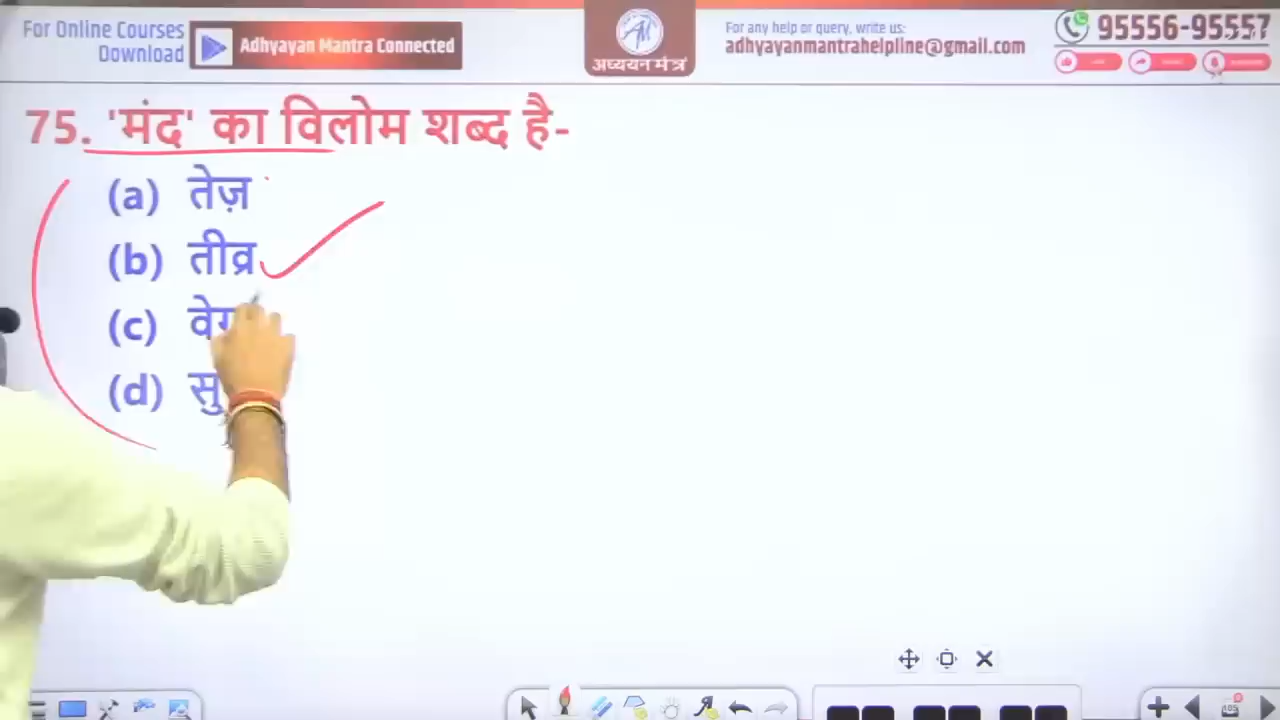 For Online Courses
Download
Adhyayan Mantra Connected
अध्ययन मंत्र
For any help or query, write us:
adhyayanmantrahelpline@gmail.com
95556-95557
75. 'मंद' का विलोम शब्द है-
(a) तेज़
(b) तीव्र
(c)
(d)